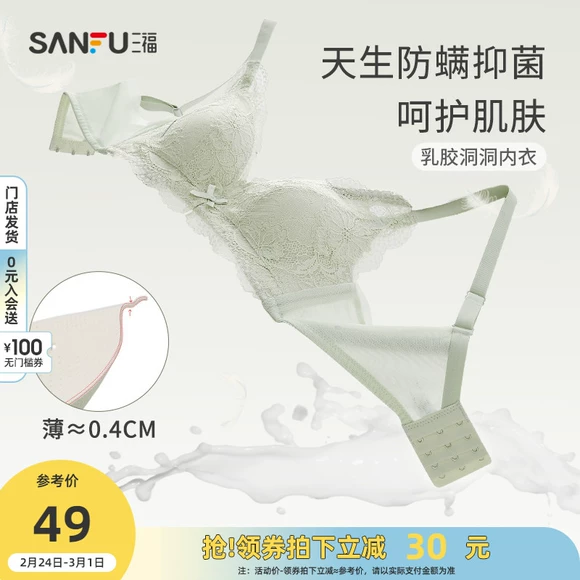 SANFU三福
天生防螨抑菌
呵护肌肤
乳胶洞洞内衣
门店发货
0元入会送
¥100
无门槛券
薄≈0.4CM
参考价
49
2月24日-3月1日
抢!领券拍下立减 30 元
注：活动价-领券拍下立减≈参考价，请以实际支付金额为准